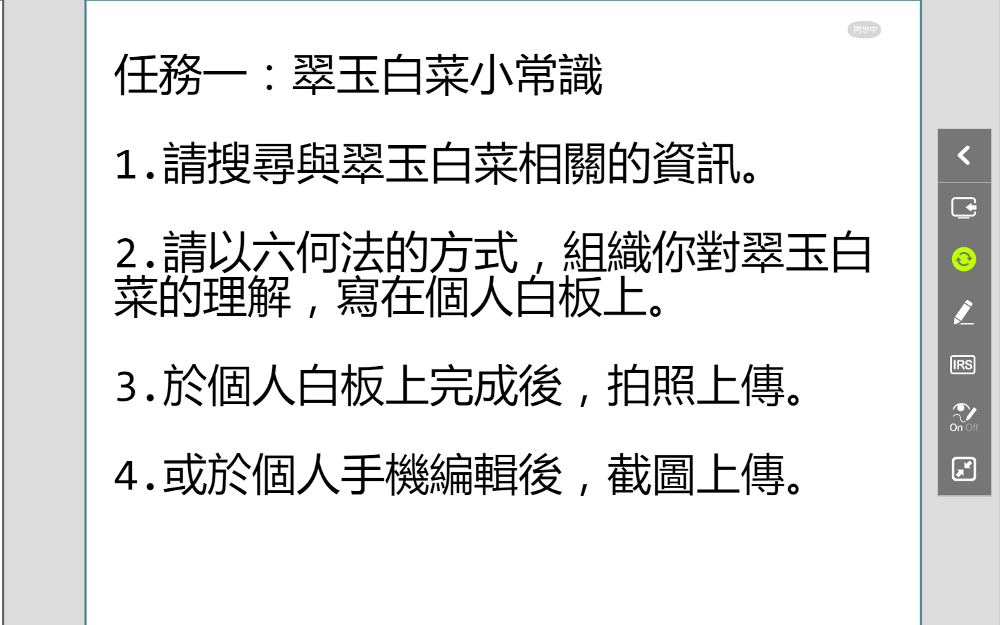 同步中
任務一：翠玉白菜小常識
1.請搜尋與翠玉白菜相關的資訊。
2.請以六何法的方式，組織你對翠玉白
菜的理解，寫在個人白板上。
3.於個人白板上完成後，拍照上傳。
4.或於個人手機編輯後，截圖上傳。
IRS
On Off